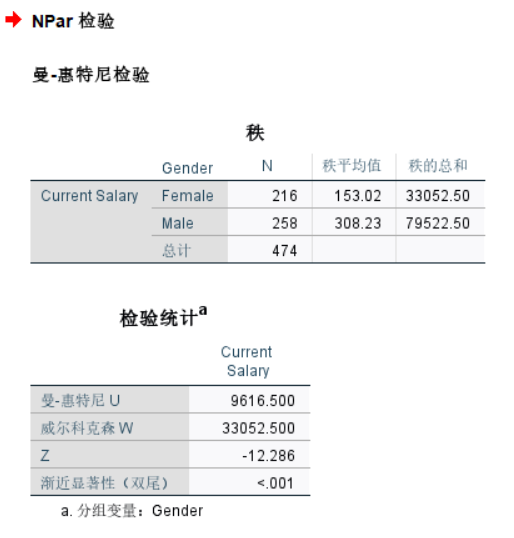 NPar 检验
曼-惠特尼检验
秩
Gender N 秩平均值 秩的总和
Current Salary Female 216 153.02 33052.50
Male 258 308.23 79522.50
总计 474
检验统计a
Current
Salary
曼-惠特尼 U 9616.500
威尔科克森 W 33052.500
Z -12.286
渐近显著性（双尾） <.001
a. 分组变量：Gender